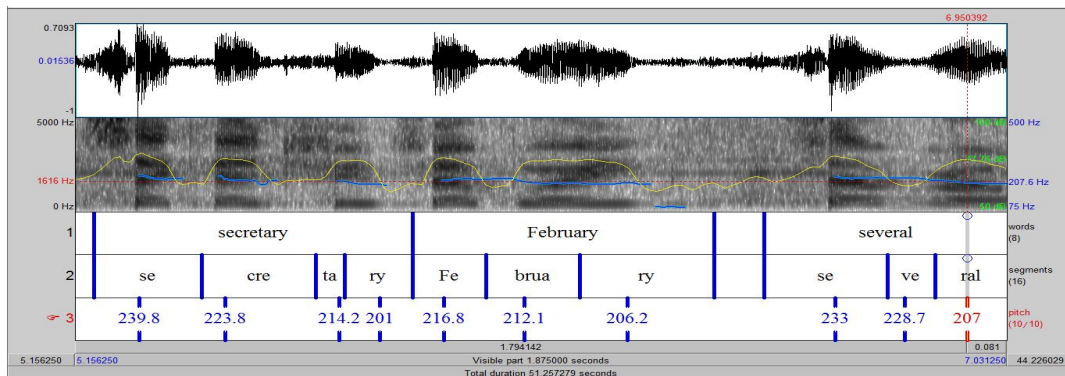 6.950392
0.7093
0.01536
-1
5000 Hz 500 Hz
1616 Hz 207.6 Hz
0 Hz 50 dB 75 Hz
1 secretary February several words (8)
2 se cre ta ry Fe brua ry se ve ral segments (16)
3 239.8 223.8 214.2 201 216.8 212.1 206.2 233 228.7 207 pitch (10/10)
1.794142 0.081
5.156250 5.156250 Visible part 1.875000 seconds 7.031250 44.226029
Total duration 51.257279 seconds